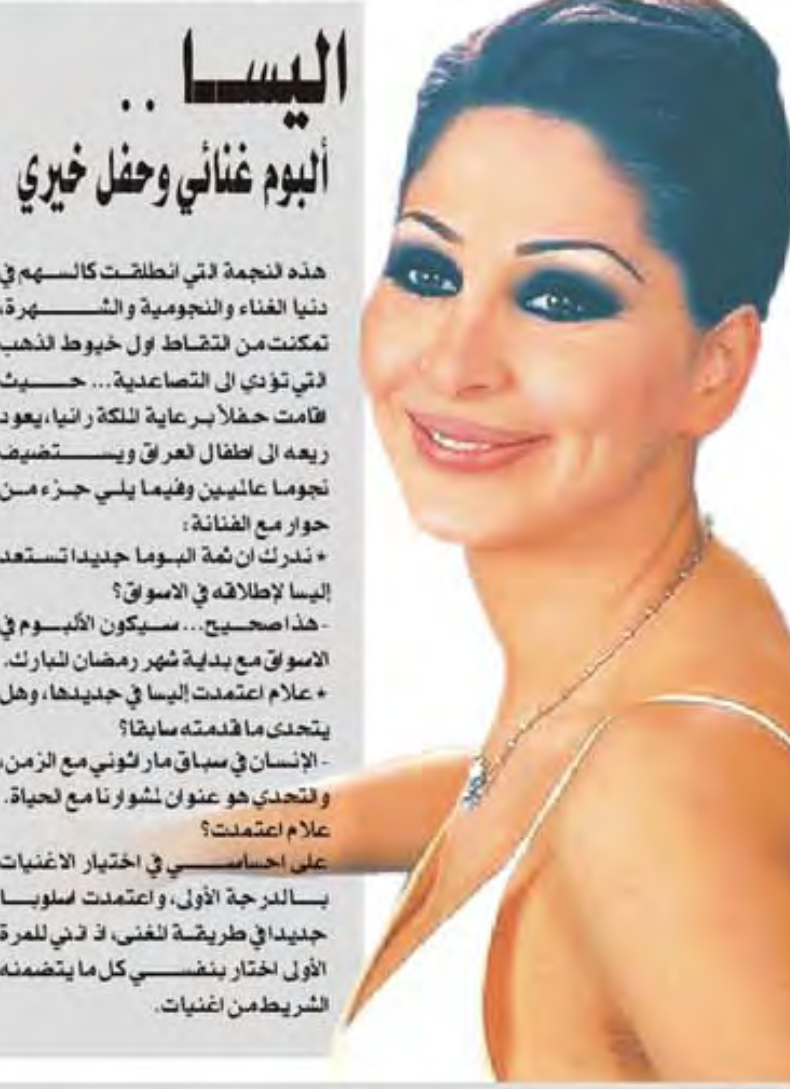 اليسا ..
ألبوم غنائي وحفل خيري
هذه النجمة التي انطلقت كالسهم في
دنيا الغناء والنجومية والشهرة،
تمكنت من التقاط اول خيوط الذهب
التي تؤدي الى التصاعدية... حيث
اقامت حفلاً برعاية الملكة رانيا، يعود
ريعه الى اطفال العراق ويستضيف
نجوما عالميين وفيما يلي جزء من
حوار مع الفنانة :
* ندرك ان ثمة البوما جديدا تستعد
إليسا لإطلاقه في الاسواق؟
- هذا صحيح... سيكون الألبوم في
الاسواق مع بداية شهر رمضان المبارك.
* علام اعتمدت إليسا في جديدها، وهل
يتحدى ما قدمته سابقا؟
- الإنسان في سباق ماراثوني مع الزمن،
والتحدي هو عنوان لمشوارنا مع الحياة.
علام اعتمدت؟
على احساسي في اختيار الاغنيات
بالدرجة الأولى، واعتمدت اسلوبا
جديدا في طريقة المغنى، اذ انني للمرة
الأولى اختار بنفسي كل ما يتضمنه
الشريط من اغنيات.